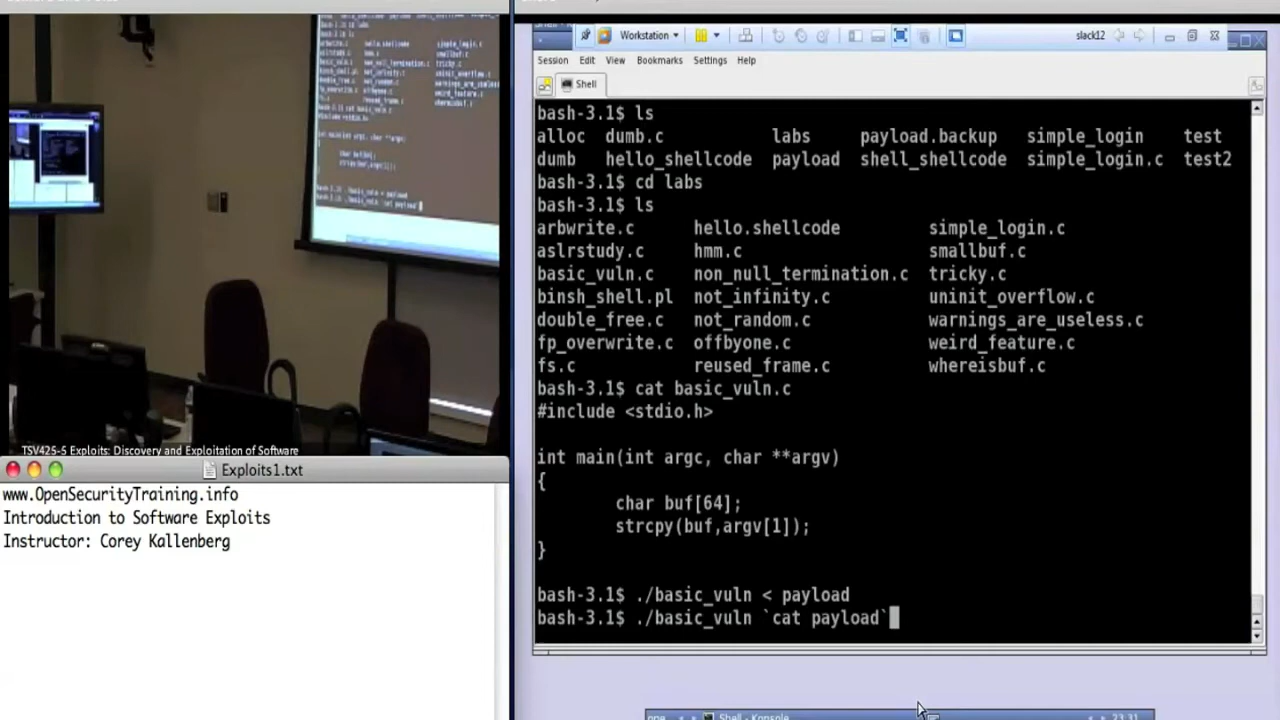 Workstation
slack12
Session Edit View Bookmarks Settings Help
Shell
bash-3.1$ ls
alloc dumb.c labs payload.backup simple_login test
dumb hello_shellcode payload shell_shellcode simple_login.c test2
bash-3.1$ cd labs
bash-3.1$ ls
arbwrite.c hello.shellcode simple_login.c
aslrstudy.c hmm.c smallbuf.c
basic_vuln.c non_null_termination.c tricky.c
binsh_shell.pl not_infinity.c uninit_overflow.c
double_free.c not_random.c warnings_are_useless.c
fp_overwrite.c offbyone.c weird_feature.c
fs.c reused_frame.c whereisbuf.c
bash-3.1$ cat basic_vuln.c
#include <stdio.h>
int main(int argc, char **argv)
{
char buf[64];
strcpy(buf,argv[1]);
}
bash-3.1$ ./basic_vuln < payload
bash-3.1$ ./basic_vuln `cat payload`
TSV425-5 Exploits: Discovery and Exploitation of Software
Exploits1.txt
www.OpenSecurityTraining.info
Introduction to Software Exploits
Instructor: Corey Kallenberg
Shell - Konsole
23:31